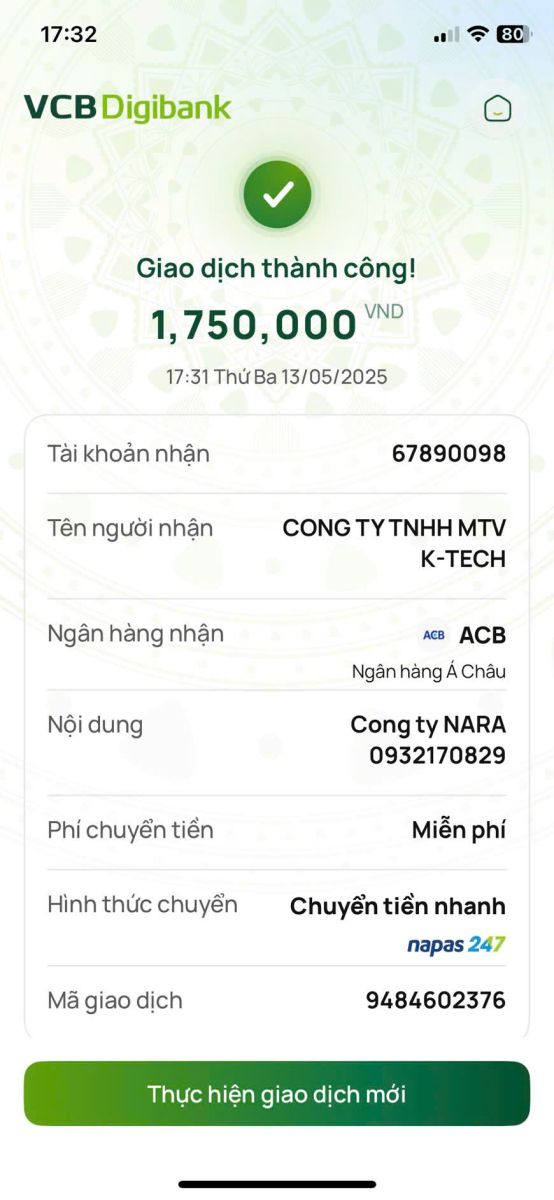 17:32
80
VCB Digibank
Giao dịch thành công!
1,750,000 VND
17:31 Thứ Ba 13/05/2025
Tài khoản nhận 67890098
Tên người nhận CONG TY TNHH MTV
K-TECH
Ngân hàng nhận ACB ACB
Ngân hàng Á Châu
Nội dung Cong ty NARA
0932170829
Phí chuyển tiền Miễn phí
Hình thức chuyển Chuyển tiền nhanh
napas 247
Mã giao dịch 9484602376
Thực hiện giao dịch mới